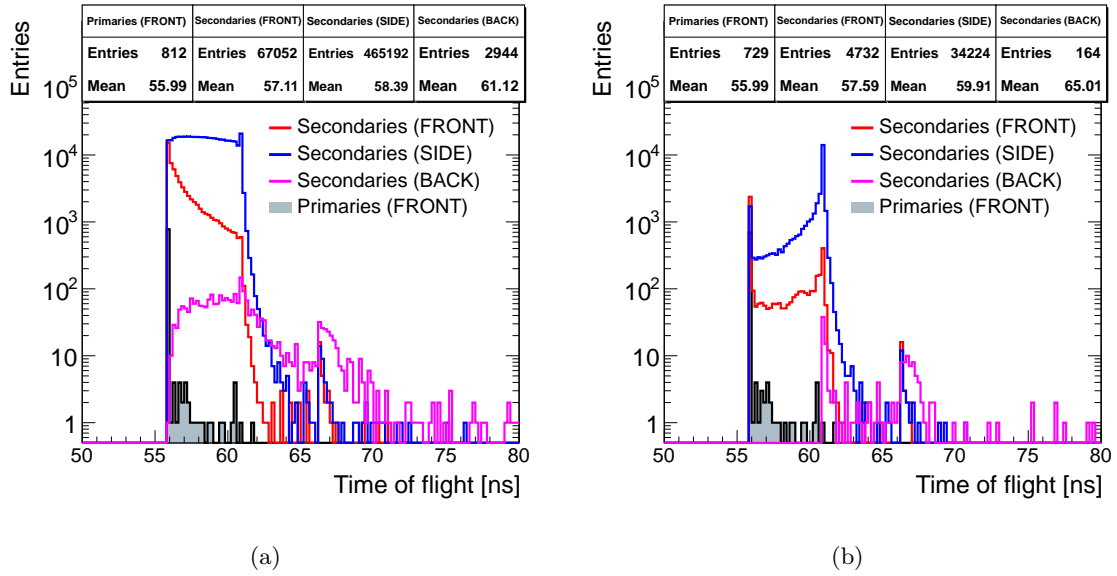 Primaries (FRONT) Secondaries (FRONT) Secondaries (SIDE) Secondaries (BACK)
Entries 812 Entries 67052 Entries 465192 Entries 2944
Mean 55.99 Mean 57.11 Mean 58.39 Mean 61.12
Entries
10^5
10^4
10^3
10^2
10
1
Secondaries (FRONT)
Secondaries (SIDE)
Secondaries (BACK)
Primaries (FRONT)
50 55 60 65 70 75 80
Time of flight [ns]
(a)
Primaries (FRONT) Secondaries (FRONT) Secondaries (SIDE) Secondaries (BACK)
Entries 729 Entries 4732 Entries 34224 Entries 164
Mean 55.99 Mean 57.59 Mean 59.91 Mean 65.01
Entries
10^5
10^4
10^3
10^2
10
1
Secondaries (FRONT)
Secondaries (SIDE)
Secondaries (BACK)
Primaries (FRONT)
50 55 60 65 70 75 80
Time of flight [ns]
(b)